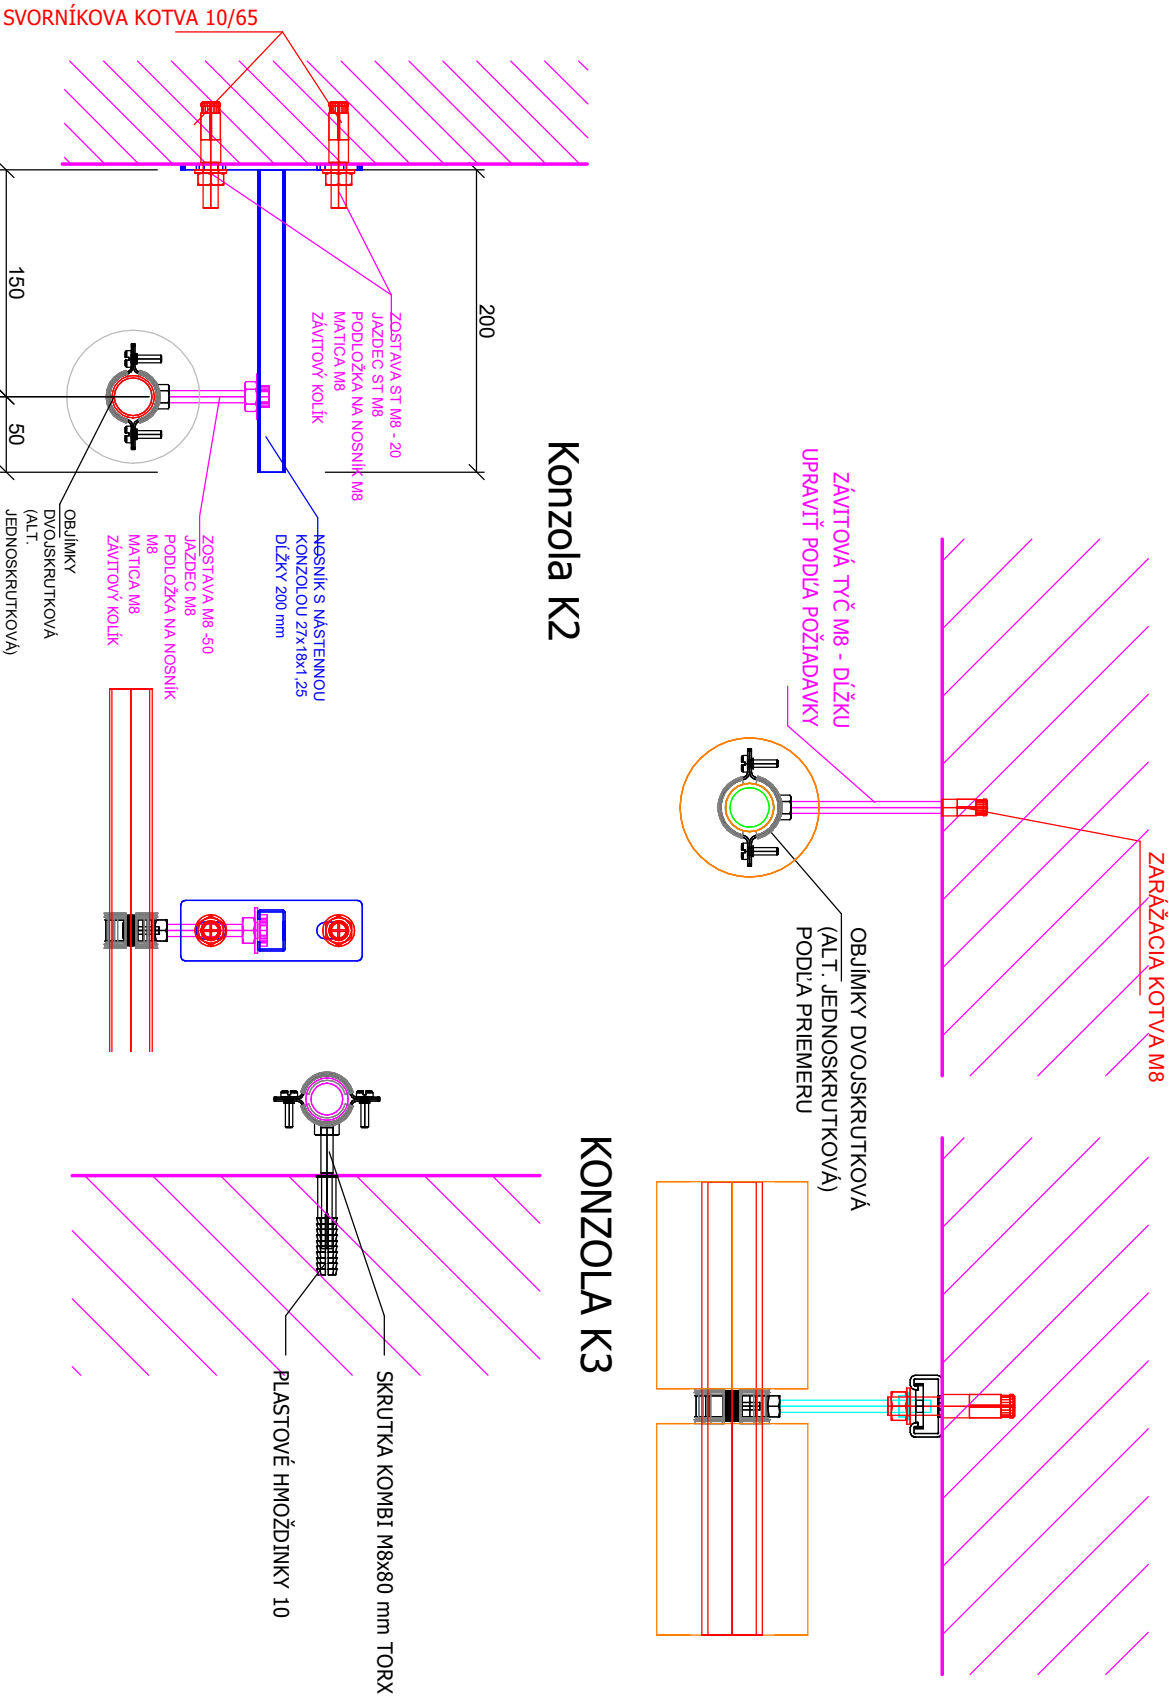 SVORNÍKOVA KOTVA 10/65
200
150
50
ZOSTAVA ST M8 - 20
JAZDEC ST M8
PODLOŽKA NA NOSNÍK M8
MATICA M8
ZÁVITOVÝ KOLÍK
NOSNÍK S NÁSTENNOU
KONZOLOU 27x18x1,25
DĹŽKY 200 mm
ZOSTAVA M8 -50
JAZDEC M8
PODLOŽKA NA NOSNÍK
M8
MATICA M8
ZÁVITOVÝ KOLÍK
OBJÍMKY
DVOJSKRUTKOVÁ
(ALT.
JEDNOSKRUTKOVÁ)
Konzola K2
ZÁVITOVÁ TYČ M8 - DĹŽKU
UPRAVIŤ PODĽA POŽIADAVKY
ZARÁŽACIA KOTVA M8
OBJÍMKY DVOJSKRUTKOVÁ
(ALT. JEDNOSKRUTKOVÁ)
PODĽA PRIEMERU
KONZOLA K3
SKRUTKA KOMBI M8x80 mm TORX
PLASTOVÉ HMOŽDINKY 10